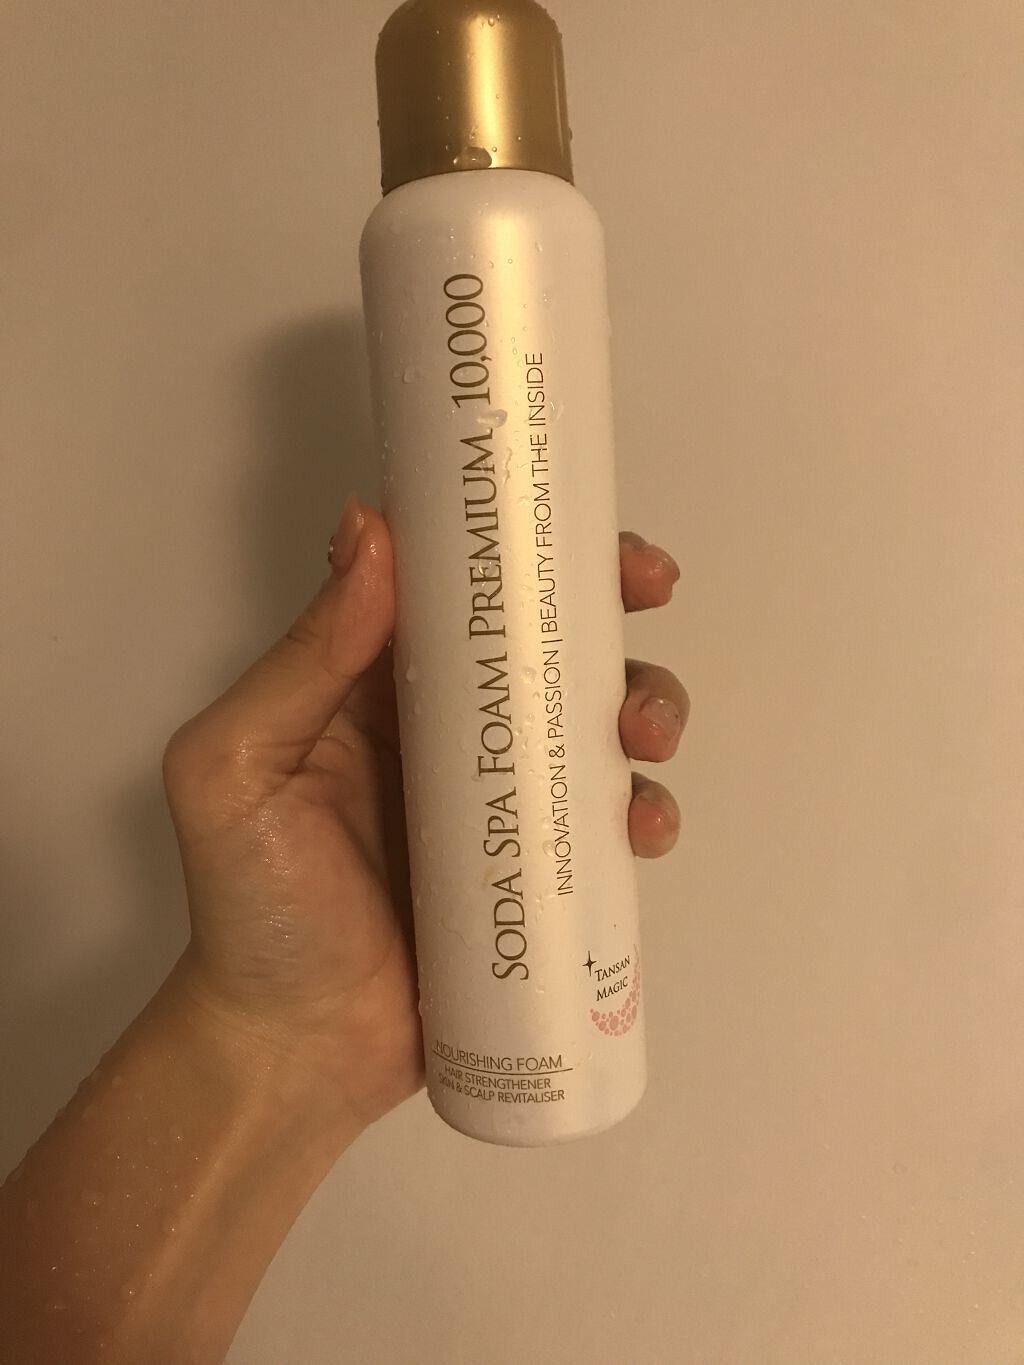 SODA SPA FOAM PREMIUM 10,000
INNOVATION & PASSION | BEAUTY FROM THE INSIDE
TANSAN
MAGIC
NOURISHING FOAM
HAIR STRENGTHENER
SKIN & SCALP REVITALISER